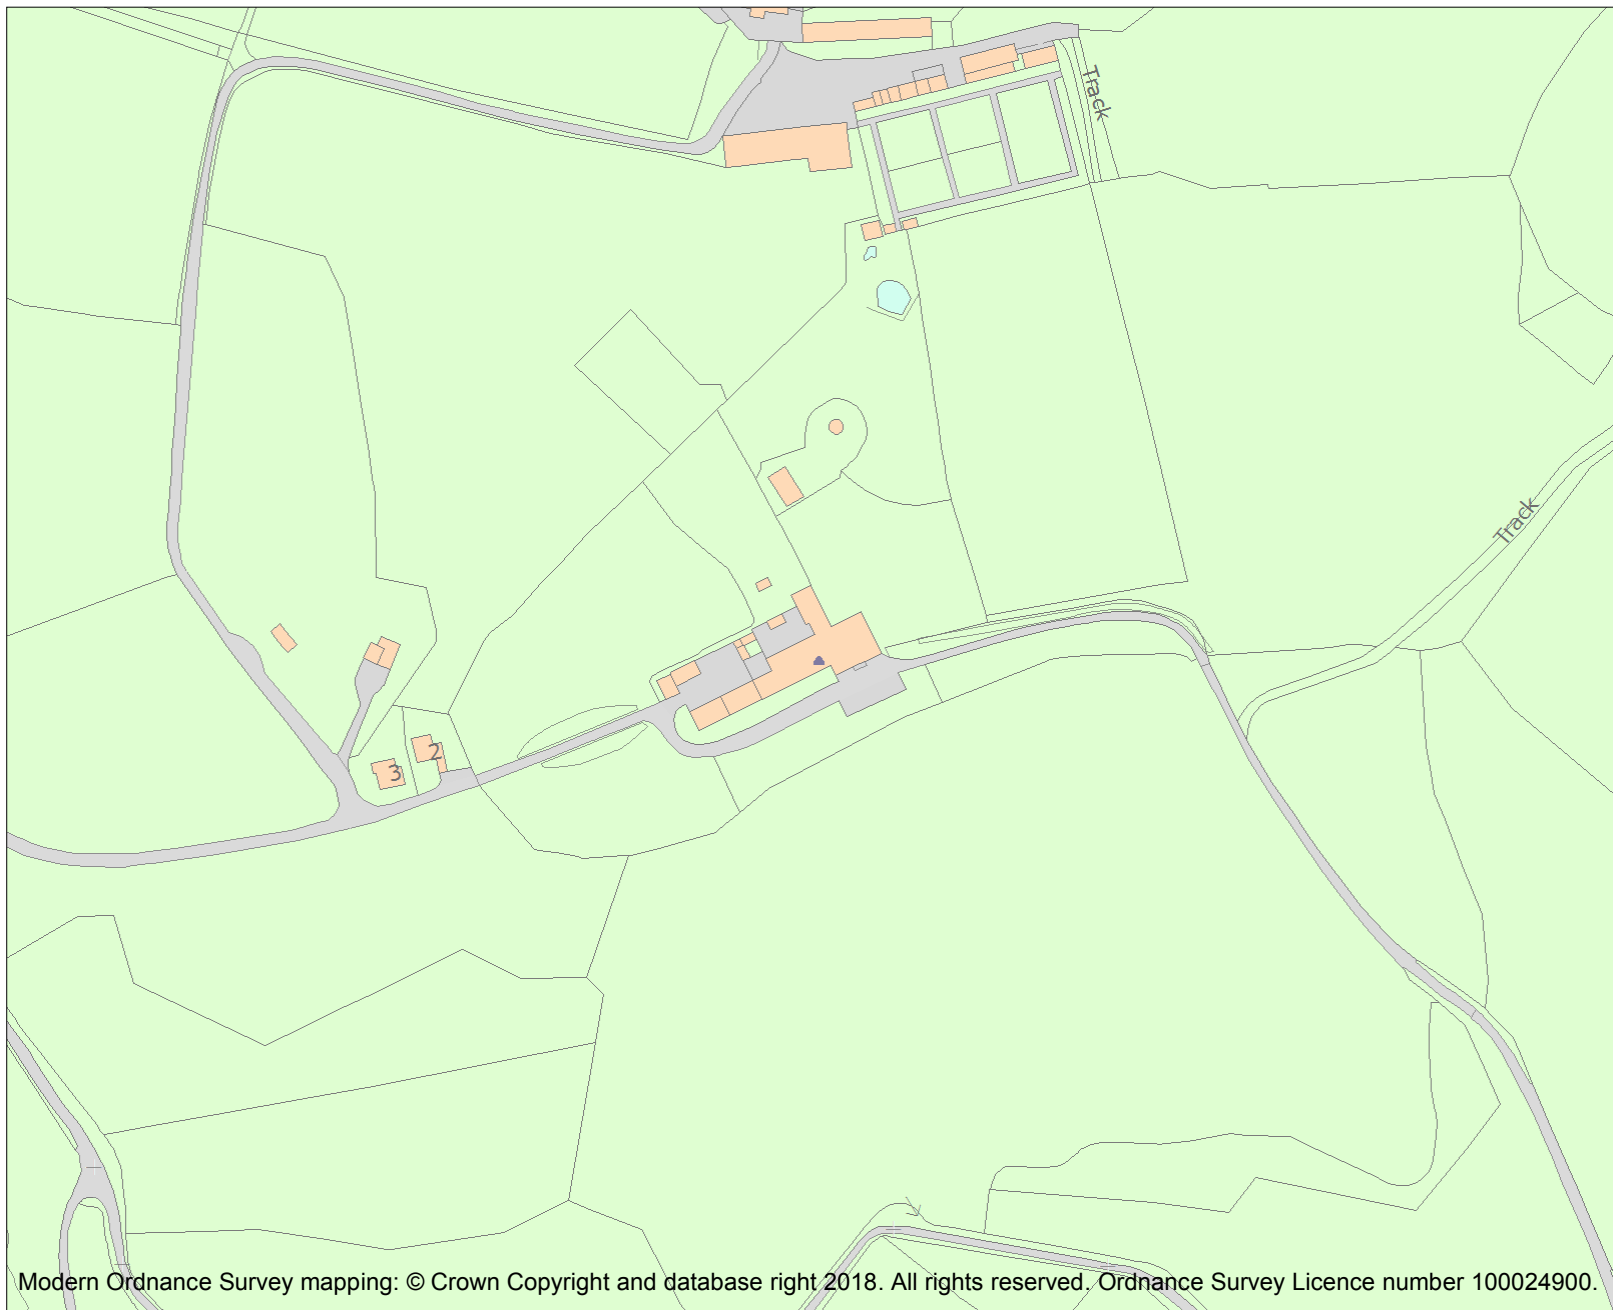 Track
Track
2
3
Modern Ordnance Survey mapping: © Crown Copyright and database right 2018. All rights reserved. Ordnance Survey Licence number 100024900.